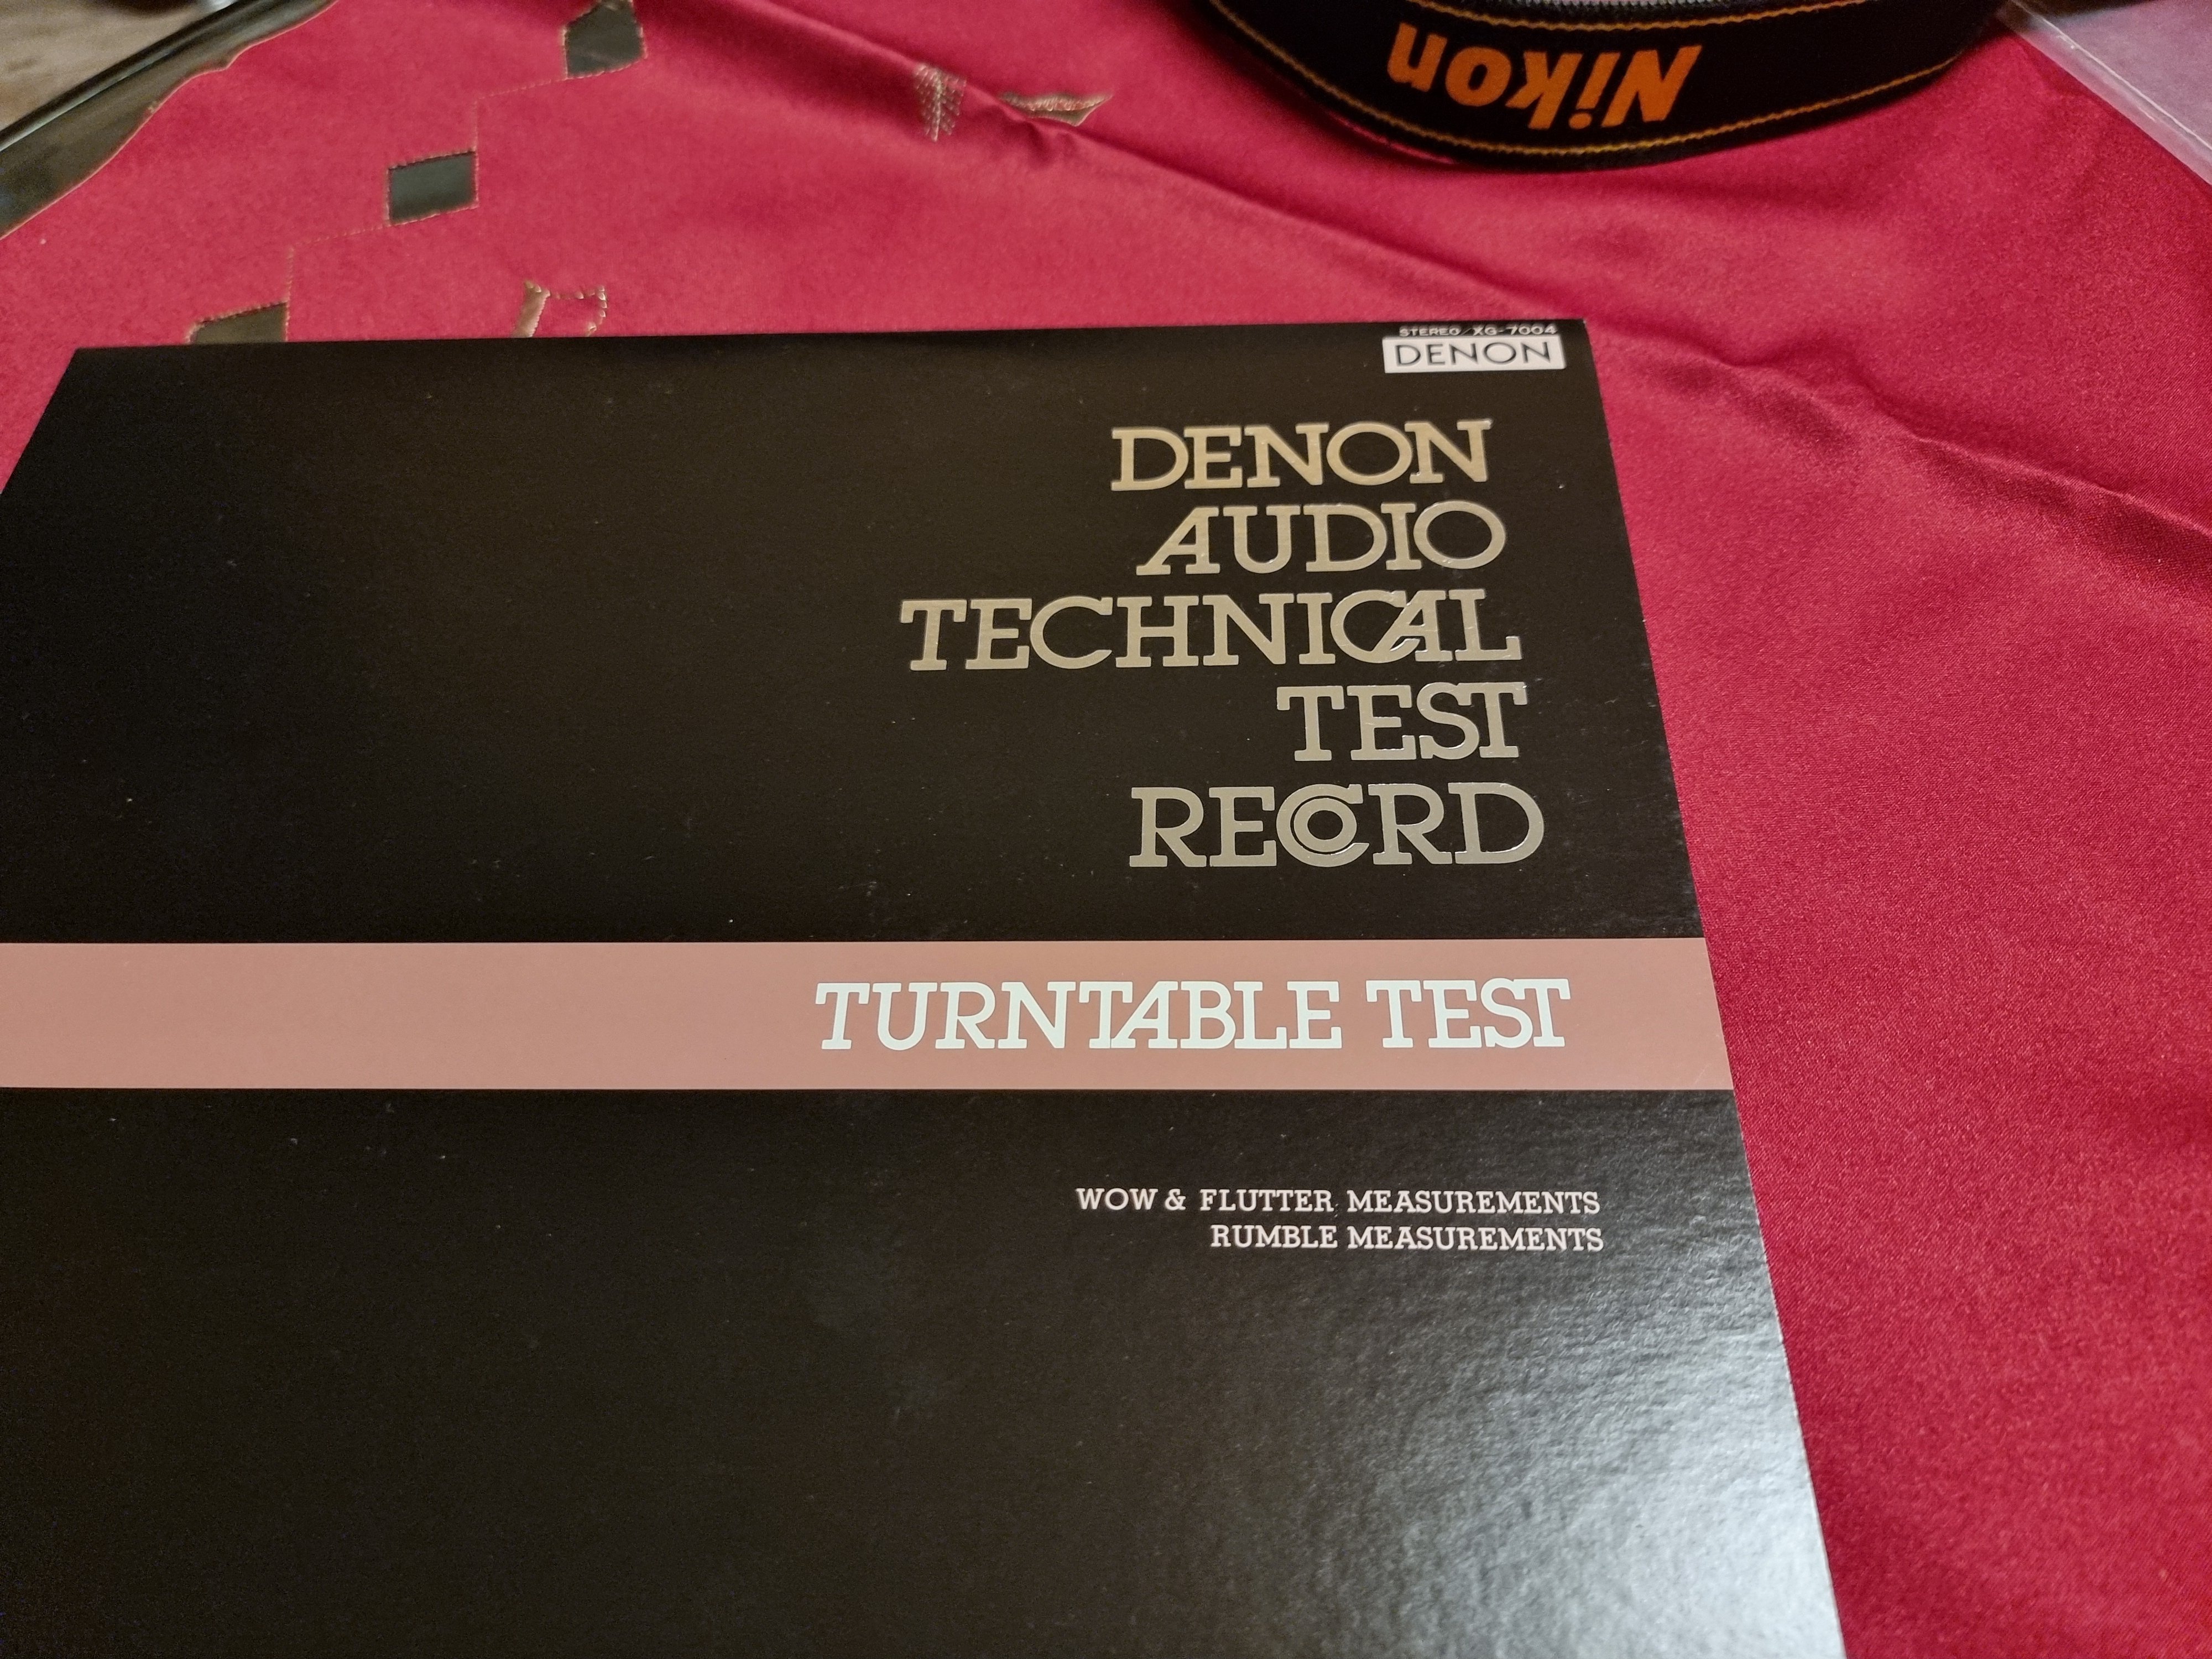 Nikon
STEREO/XG-7004
DENON
DENON
AUDIO
TECHNICAL
TEST
RECORD
TURNTABLE TEST
WOW & FLUTTER MEASUREMENTS
RUMBLE MEASUREMENTS